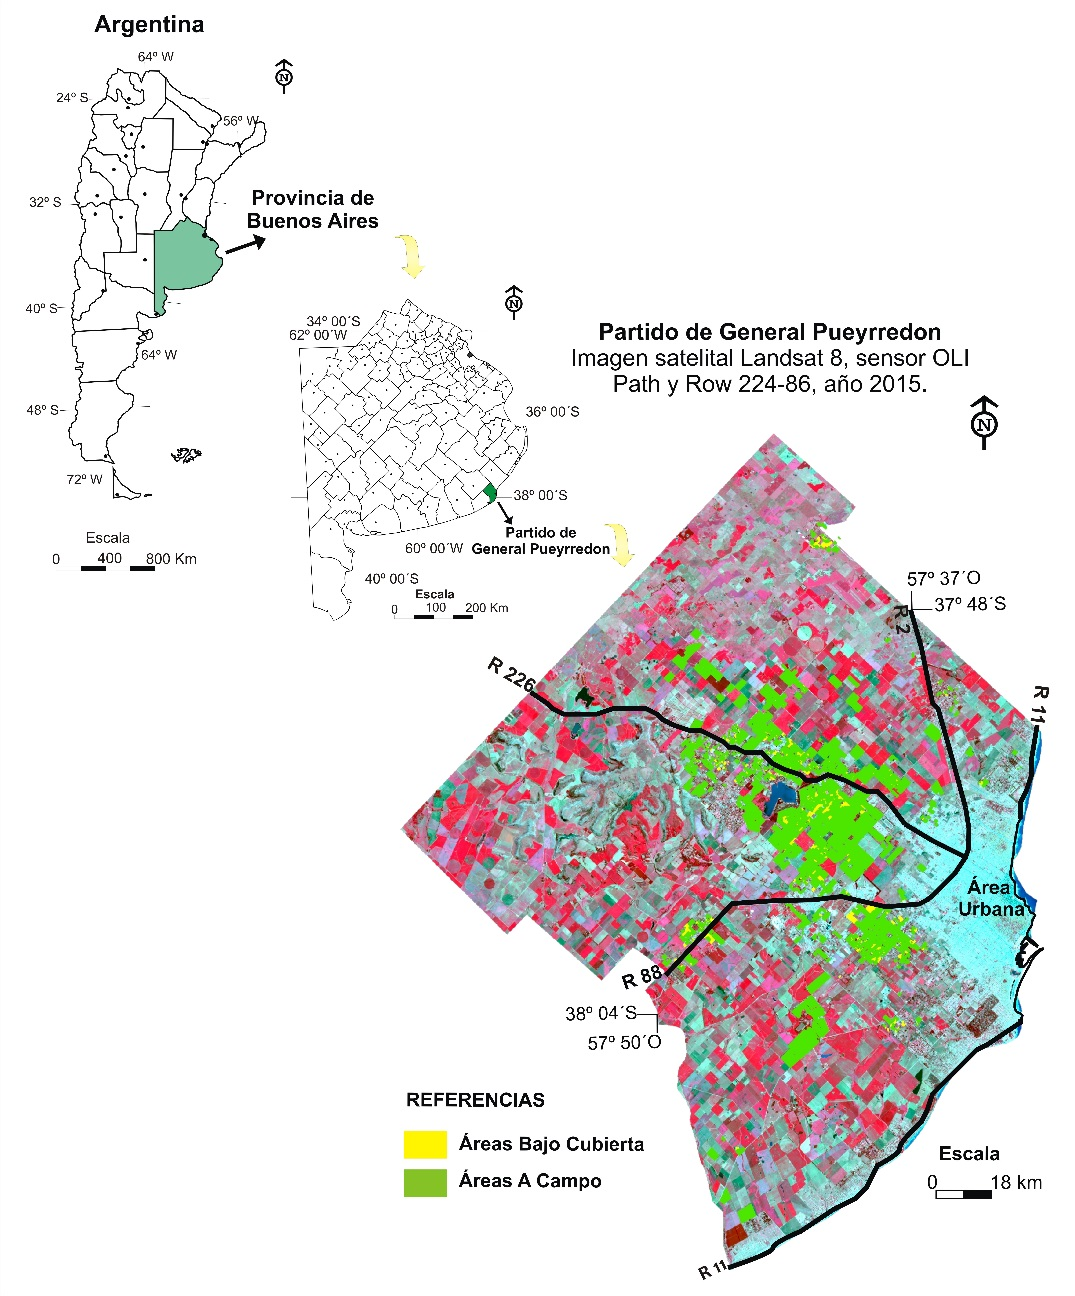 Argentina
64º W
N
24º S
56º W
32º S
Provincia de
Buenos Aires
40º S
64º W
48º S
72º W
Escala
0 400 800 Km
N
34º 00´S
62º 00´W
36º 00´S
38º 00´S
Partido de
General Pueyrredon
60º 00´W
40º 00´S
Escala
0 100 200 Km
Partido de General Pueyrredon
Imagen satelital Landsat 8, sensor OLI
Path y Row 224-86, año 2015.
N
57º 37´O
37º 48´S
R 2
R 226
R 11
Área
Urbana
R 88
38º 04´S
57º 50´O
REFERENCIAS
Áreas Bajo Cubierta
Áreas A Campo
Escala
0 18 km
R 11